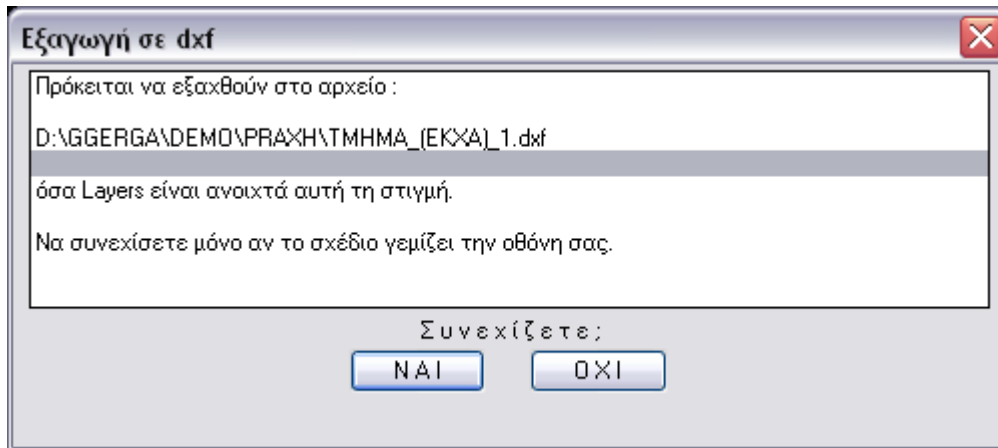 Εξαγωγή σε dxf
Πρόκειται να εξαχθούν στο αρχείο :
D:\GGERGA\DEMO\PRAXH\TMHMA_(EKXA)_1.dxf
όσα Layers είναι ανοιχτά αυτή τη στιγμή.
Να συνεχίσετε μόνο αν το σχέδιο γεμίζει την οθόνη σας.
Συνεχίζετε;
ΝΑΙ
ΟΧΙ